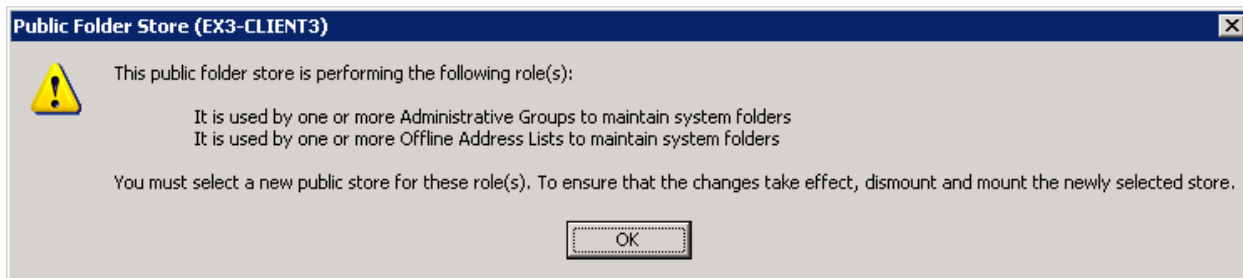 Public Folder Store (EX3-CLIENT3)
This public folder store is performing the following role(s):
It is used by one or more Administrative Groups to maintain system folders
It is used by one or more Offline Address Lists to maintain system folders
You must select a new public store for these role(s). To ensure that the changes take effect, dismount and mount the newly selected store.
OK